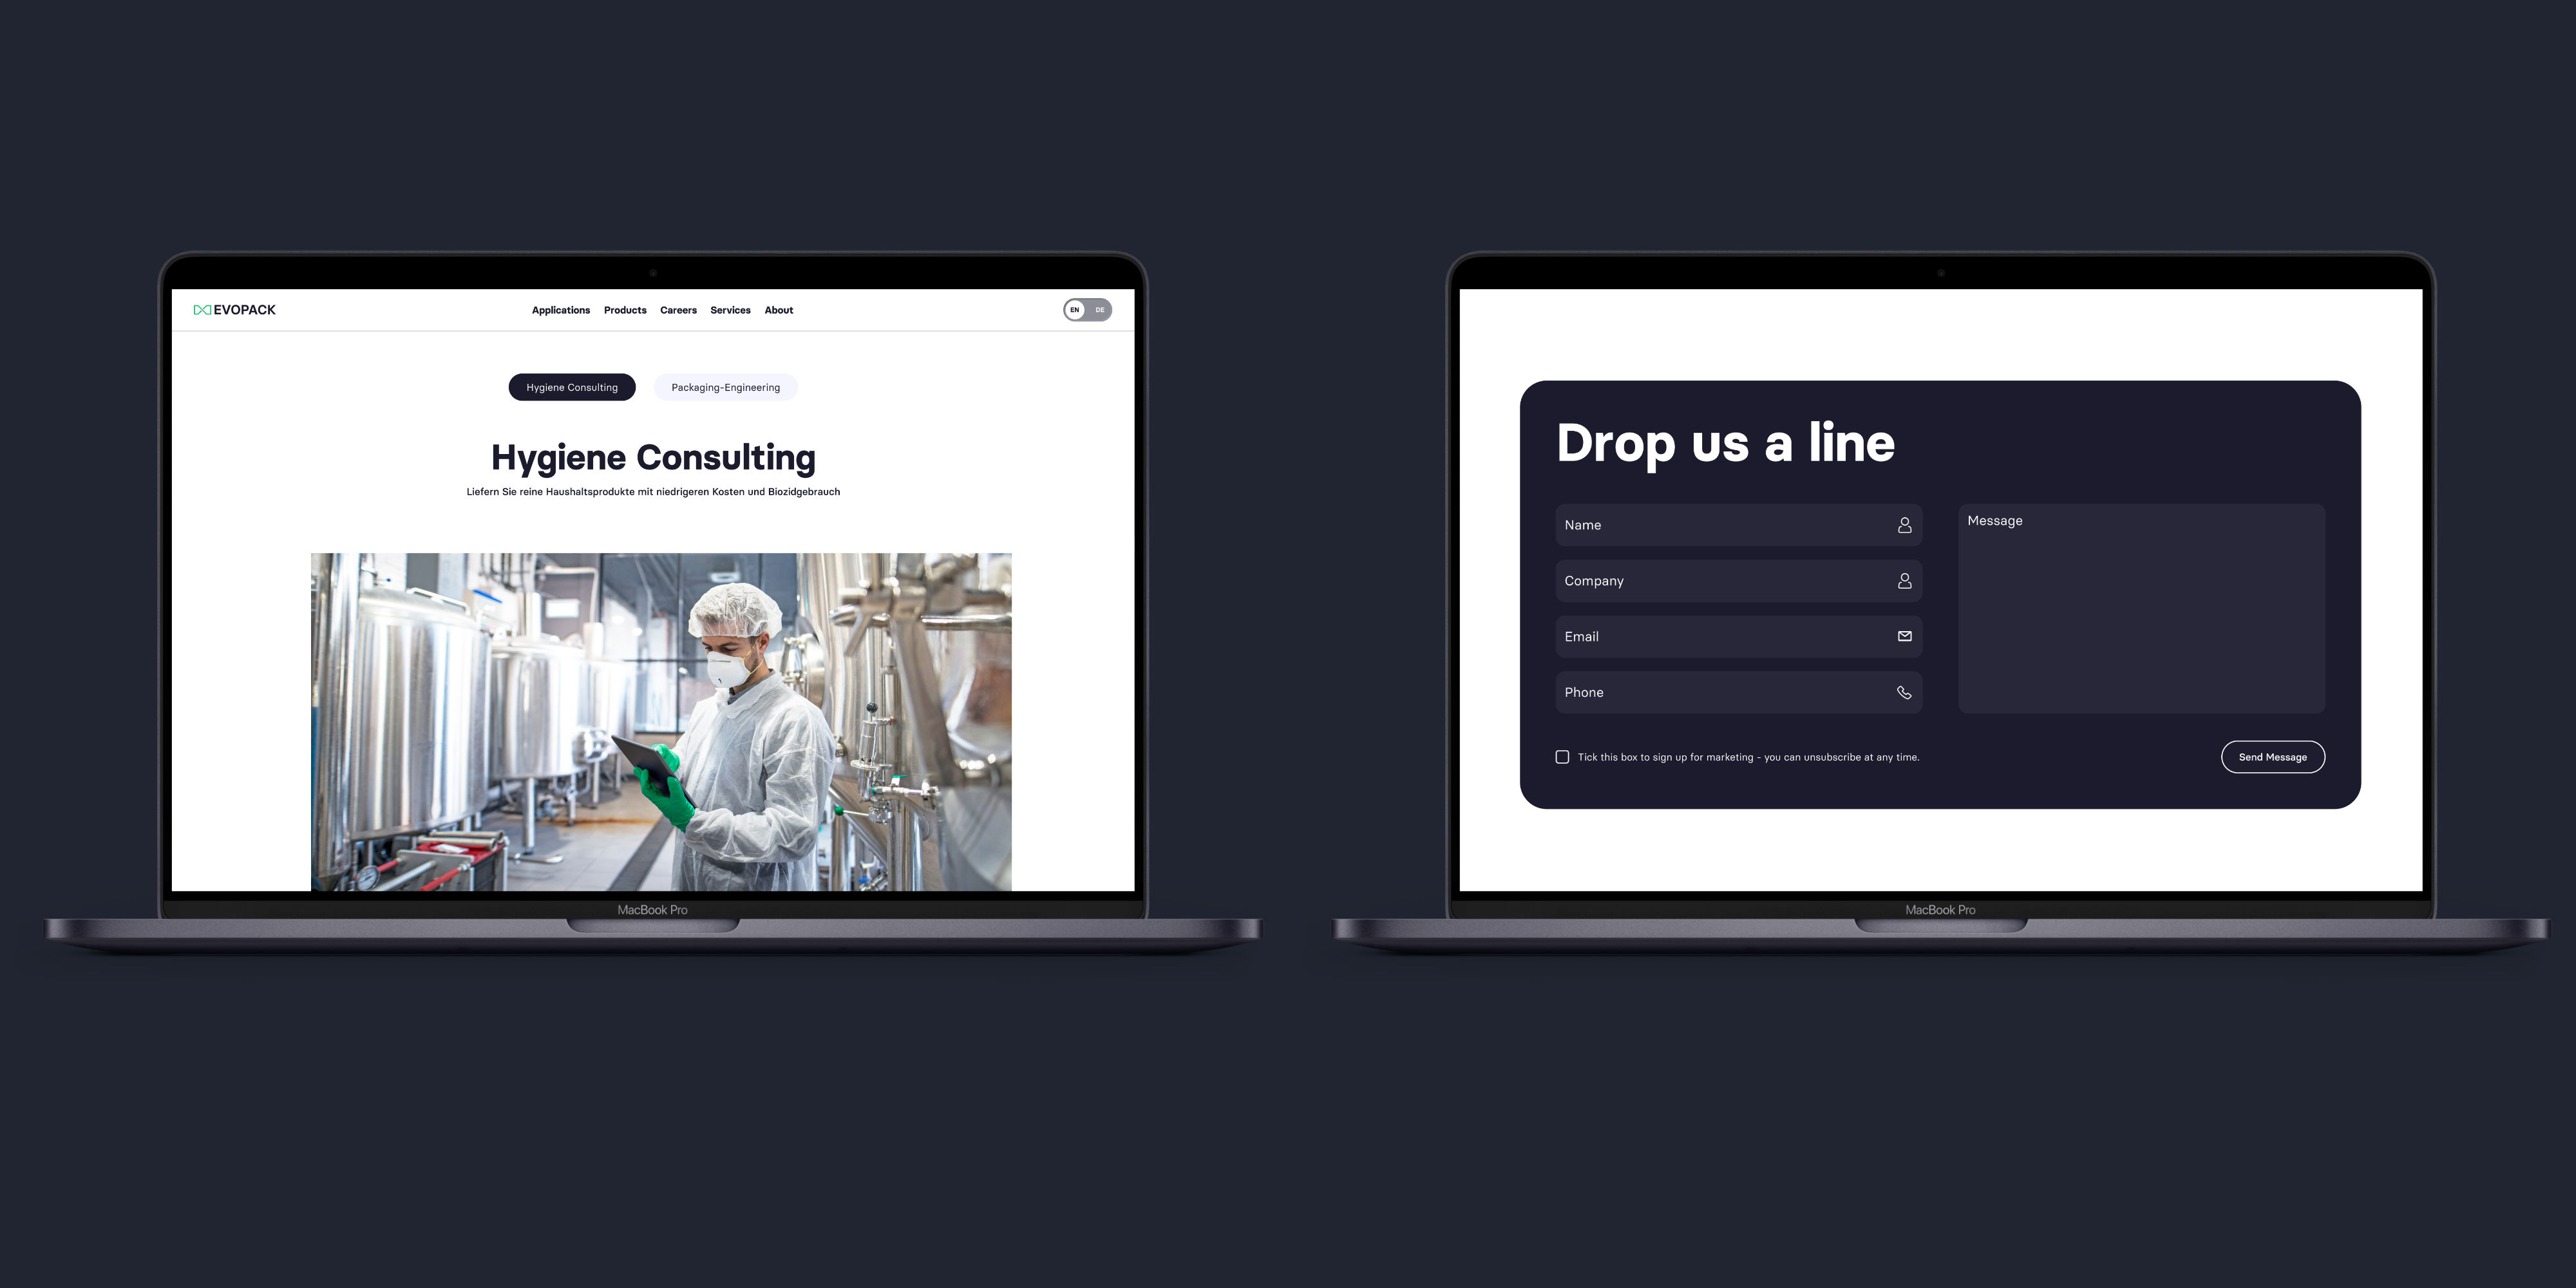 EVOPACK
Applications Products Careers Services About
EN DE
Hygiene Consulting Packaging-Engineering
Hygiene Consulting
Liefern Sie reine Haushaltsprodukte mit niedrigeren Kosten und Biozidgebrauch
MacBook Pro
Drop us a line
Name
Company
Email
Phone
Message
Tick this box to sign up for marketing - you can unsubscribe at any time.
Send Message
MacBook Pro